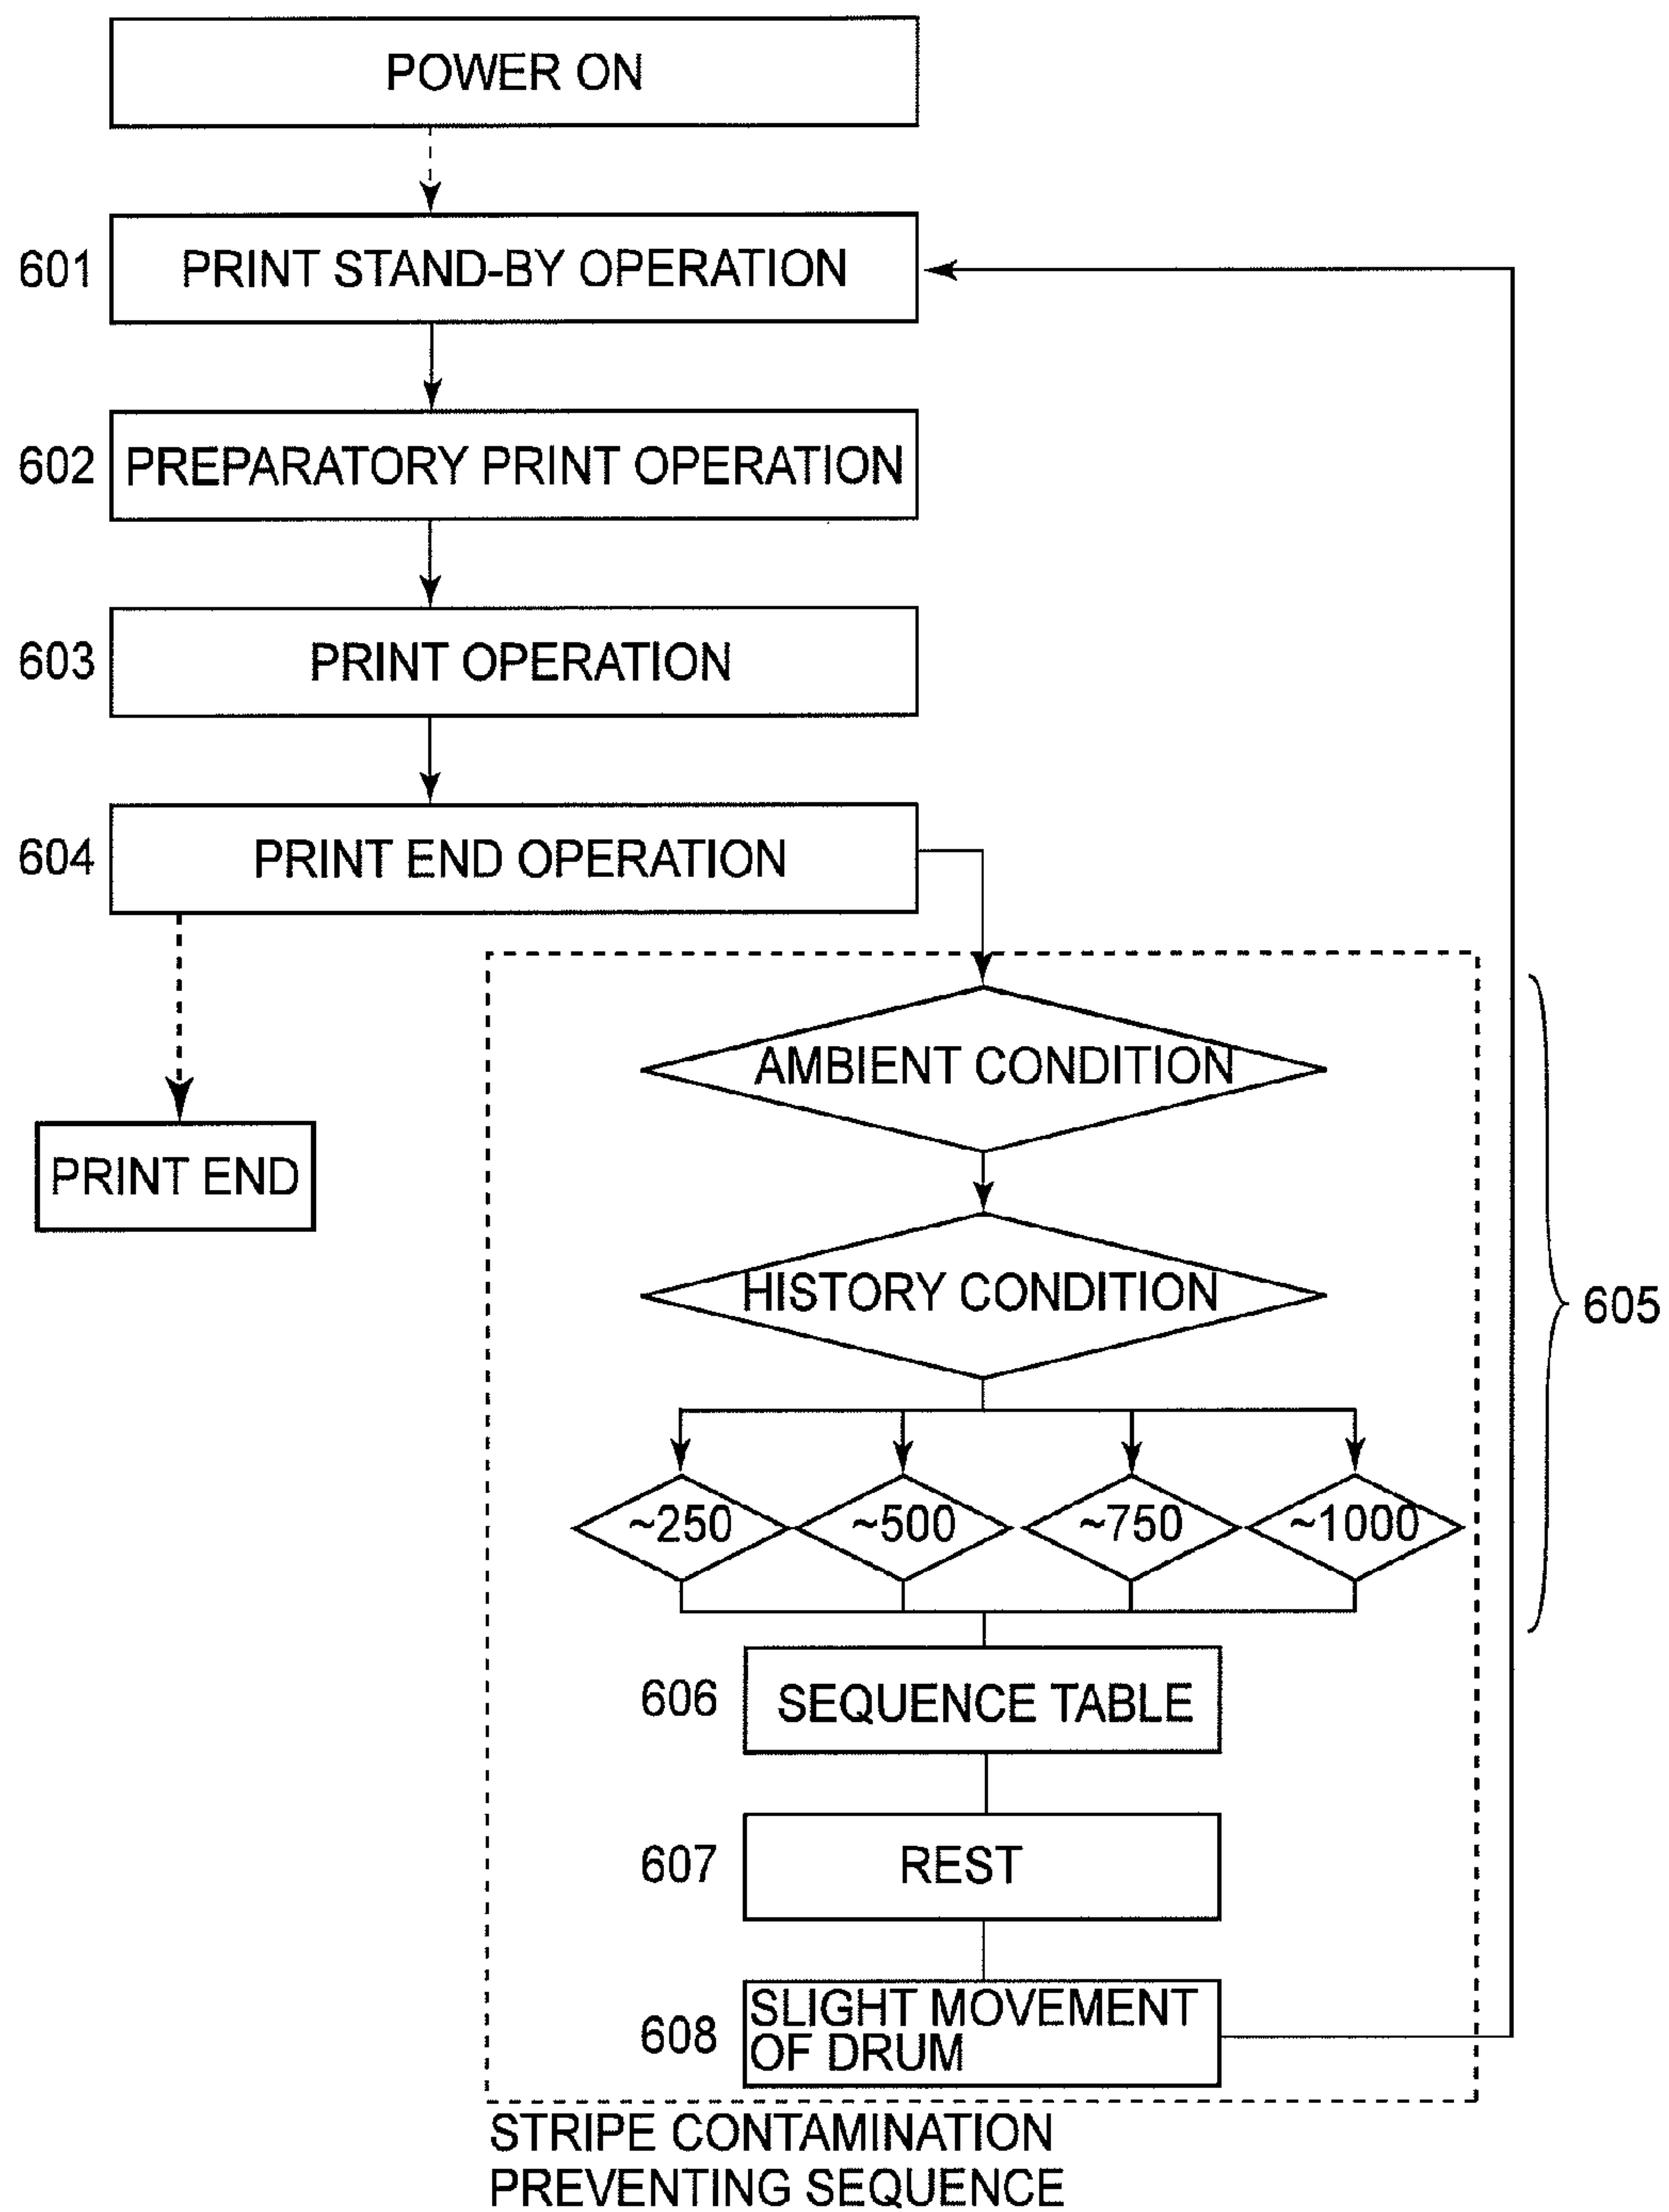 POWER ON
601
PRINT STAND-BY OPERATION
602
PREPARATORY PRINT OPERATION
603
PRINT OPERATION
604
PRINT END OPERATION
PRINT END
AMBIENT CONDITION
HISTORY CONDITION
605
~250
~500
~750
~1000
606
SEQUENCE TABLE
607
REST
608
SLIGHT MOVEMENT
OF DRUM
STRIPE CONTAMINATION
PREVENTING SEQUENCE